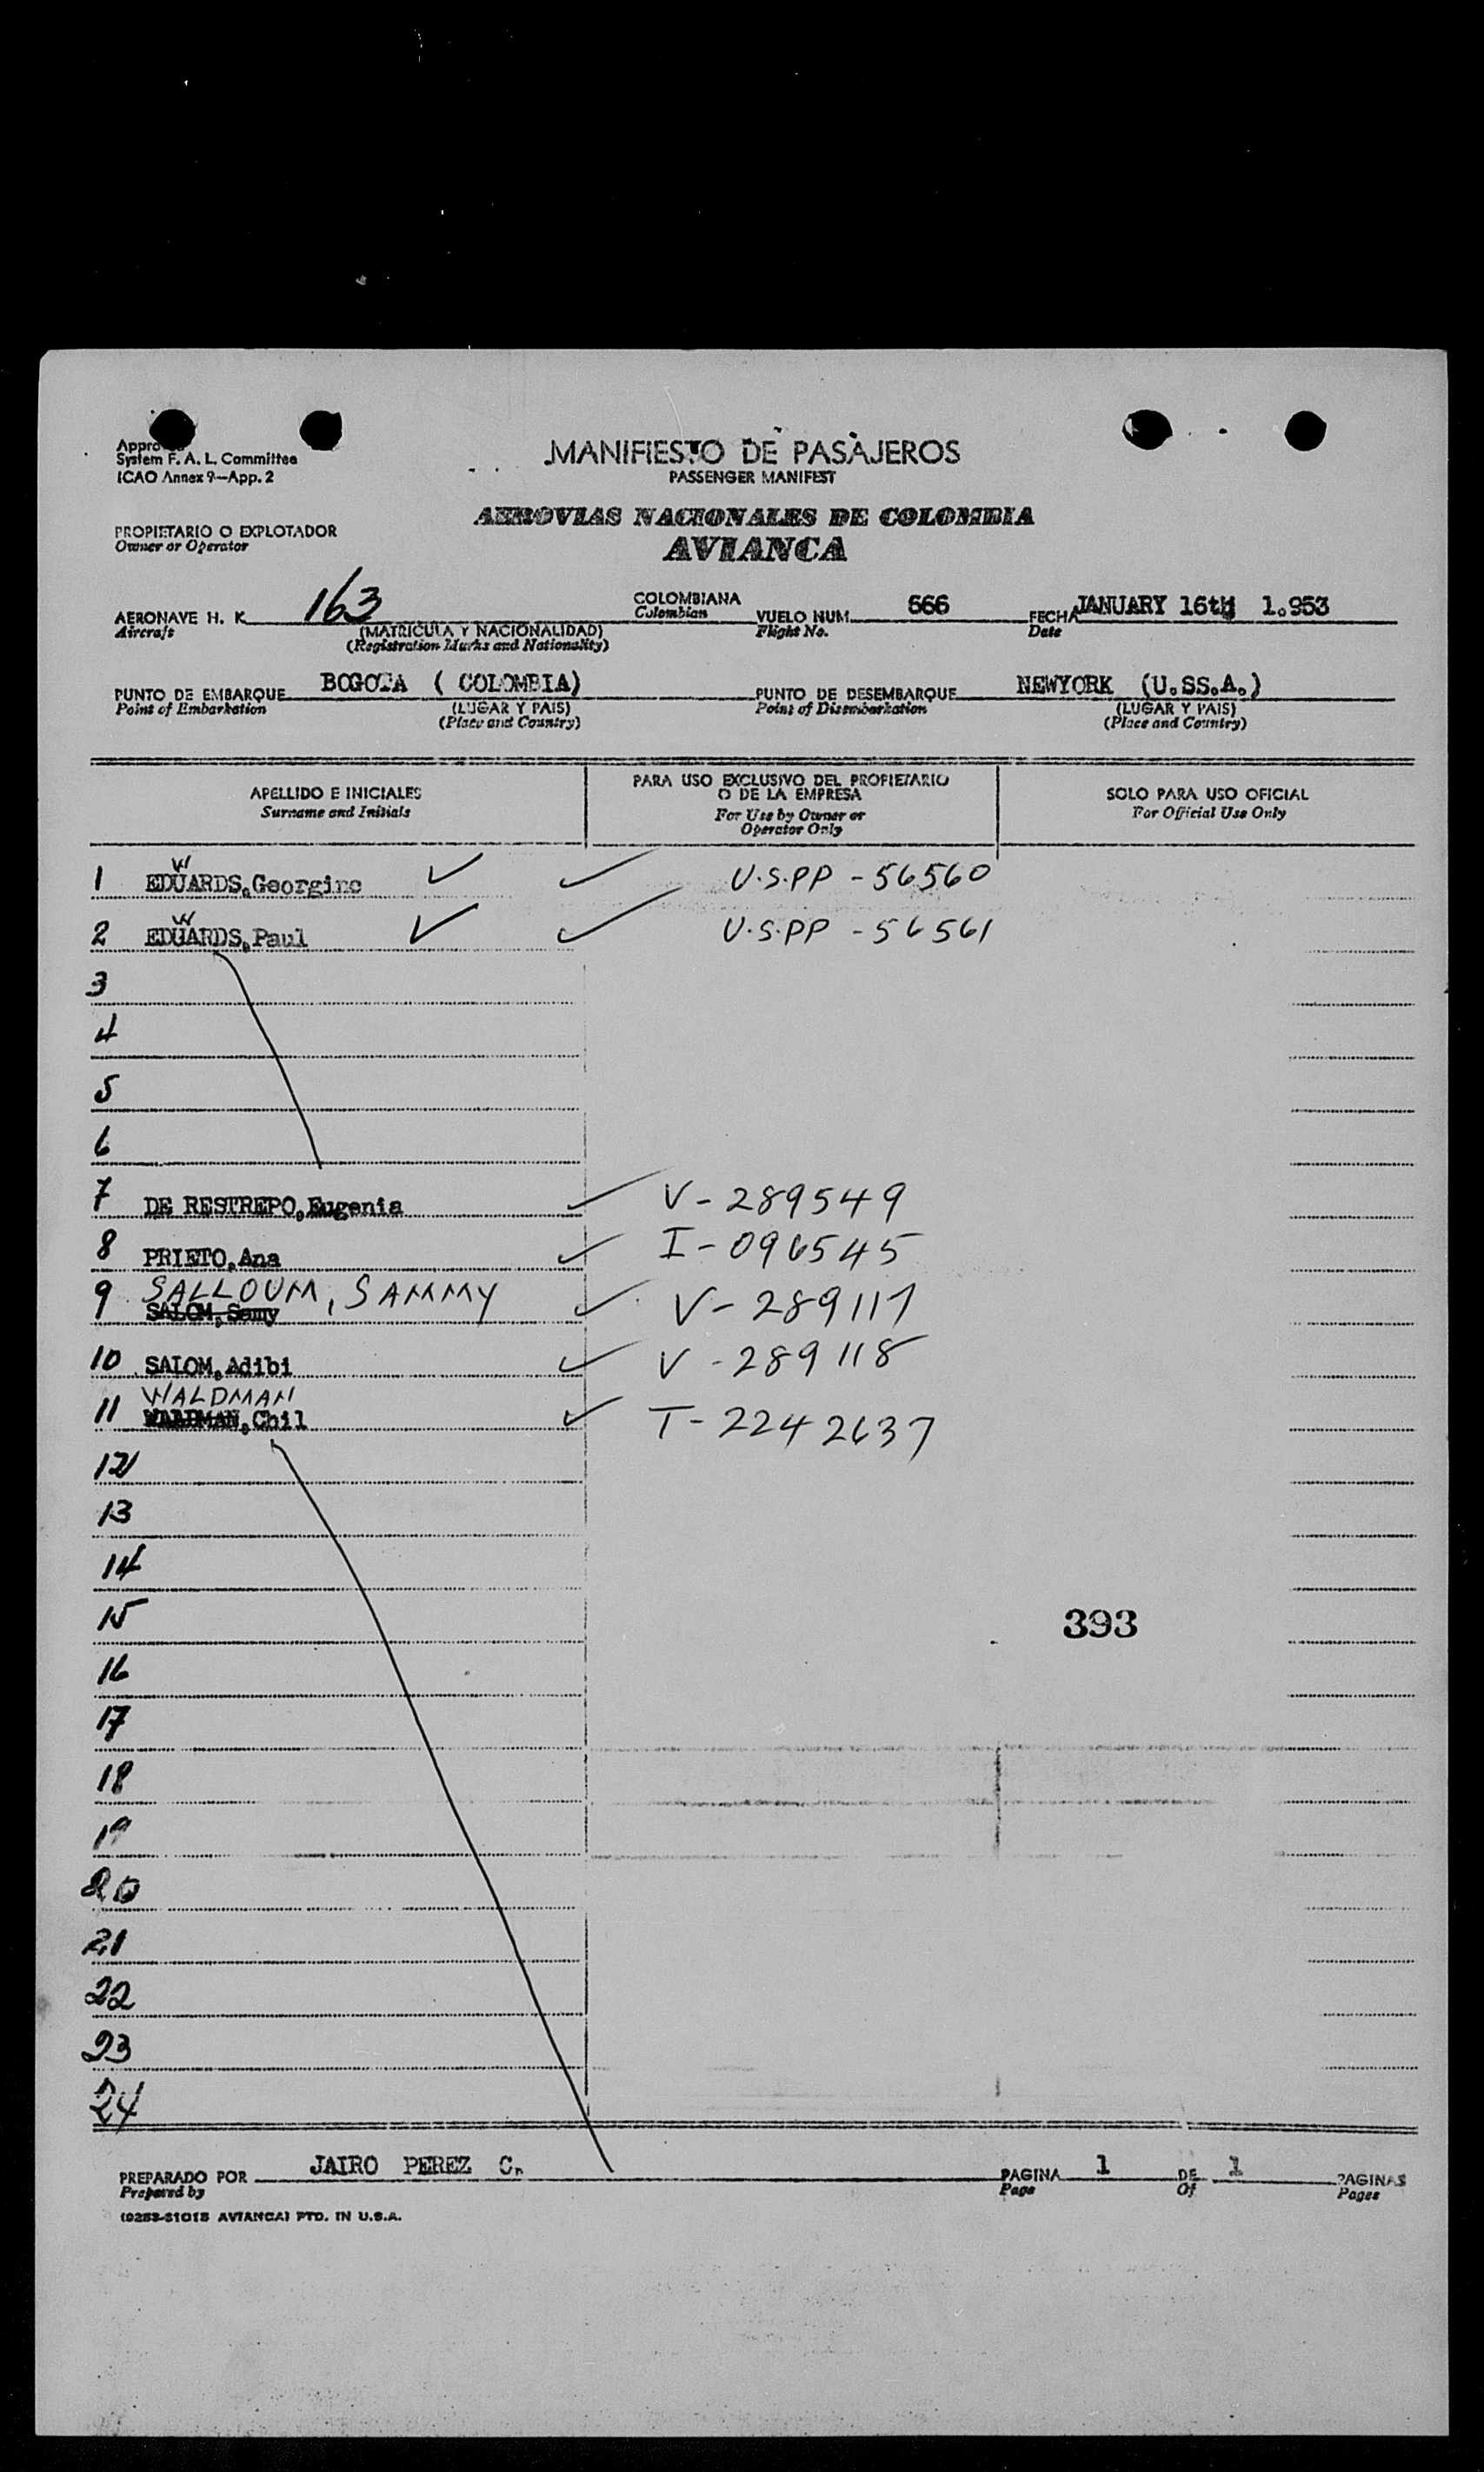 System F. A. L. Committee
ICAO Annex 9—App. 2
MANIFIESTO DE PASAJEROS
PASSENGER MANIFEST
PROPIETARIO O EXPLOTADOR
Owner or Operator
AEROVIAS NACIONALES DE COLOMBIA
AVIANCA
AERONAVE H. K. 163 COLOMBIANA VUELO NUM. 666 FECHA JANUARY 16th 1.953
Aircraft (MATRICULA Y NACIONALIDAD) Colombian Flight No. Date
(Registration Marks and Nationality)
PUNTO DE EMBARQUE BOGOTA ( COLOMBIA) PUNTO DE DESEMBARQUE NEWYORK (U.SS.A.)
Point of Embarkation (LUGAR Y PAIS) Point of Disembarkation (LUGAR Y PAIS)
(Place and Country) (Place and Country)
APELLIDO E INICIALES
Surname and Initials
PARA USO EXCLUSIVO DEL PROPIETARIO
O DE LA EMPRESA
For Use by Owner or
Operator Only
SOLO PARA USO OFICIAL
For Official Use Only
W
1 EDUARDS, U.S.PP - 56560
W
2 EDUARDS, Paul U.S.PP - 56561
3
4
5
6
7 DE RESTREPO, Eugenia V - 289549
8 PRIETO, Ana I - 096545
SALLOUM, SAMMY
9 SALOM, Samy V - 289117
10 SALOM, Adibi V - 289118
WALDMAN
11 Chil T - 2242637
12
13
14
15
393
16
17
18
19
20
21
22
23
24
PREPARADO POR JAIRO PEREZ C. PAGINA 1 DE 1 PAGINAS
Prepared by Page Of Pages
(9253-51018 AVIANCA) PTD. IN U.S.A.